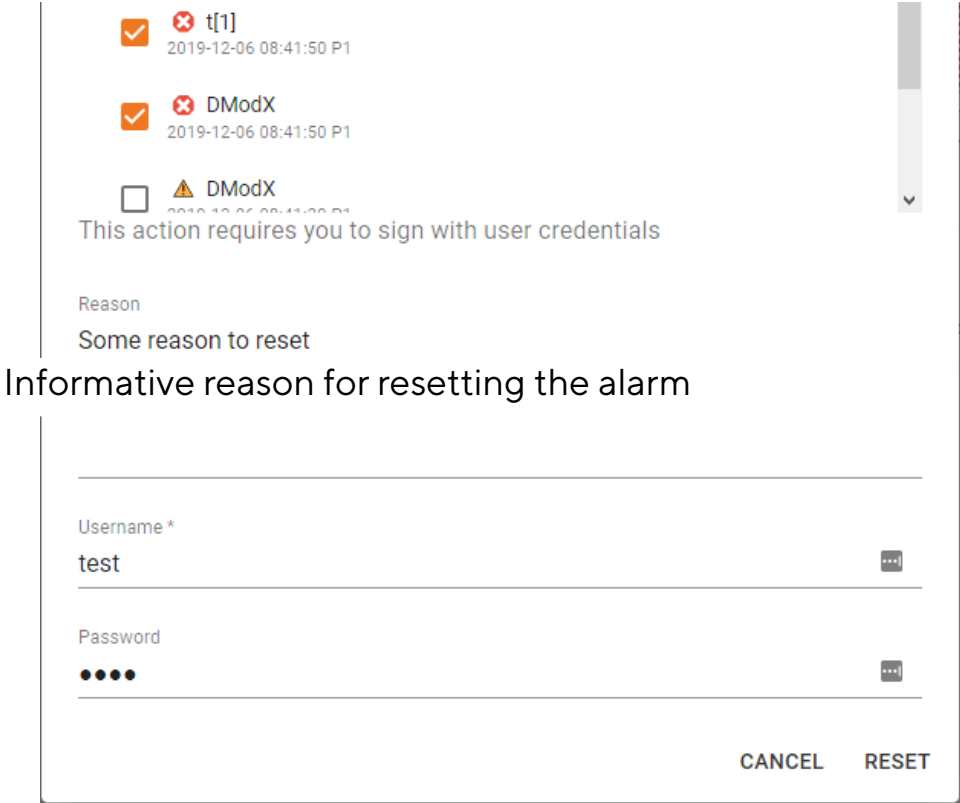 t[1]
2019-12-06 08:41:50 P1
DModX
2019-12-06 08:41:50 P1
DModX
This action requires you to sign with user credentials
Reason
Some reason to reset
Informative reason for resetting the alarm
Username *
test
Password
••••
CANCEL RESET